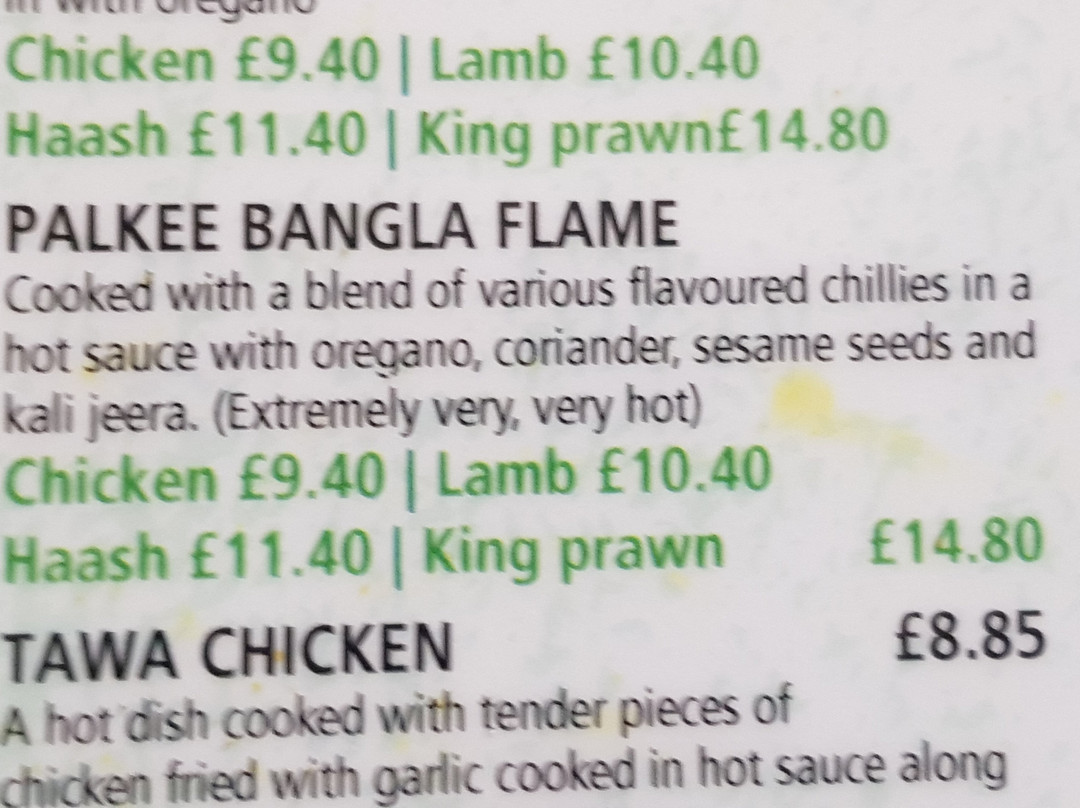 in with oregano
Chicken £9.40 | Lamb £10.40
Haash £11.40 | King prawn£14.80
PALKEE BANGLA FLAME
Cooked with a blend of various flavoured chillies in a
hot sauce with oregano, coriander, sesame seeds and
kali jeera. (Extremely very, very hot)
Chicken £9.40 | Lamb £10.40
Haash £11.40 | King prawn £14.80
TAWA CHICKEN £8.85
A hot dish cooked with tender pieces of
chicken fried with garlic cooked in hot sauce along